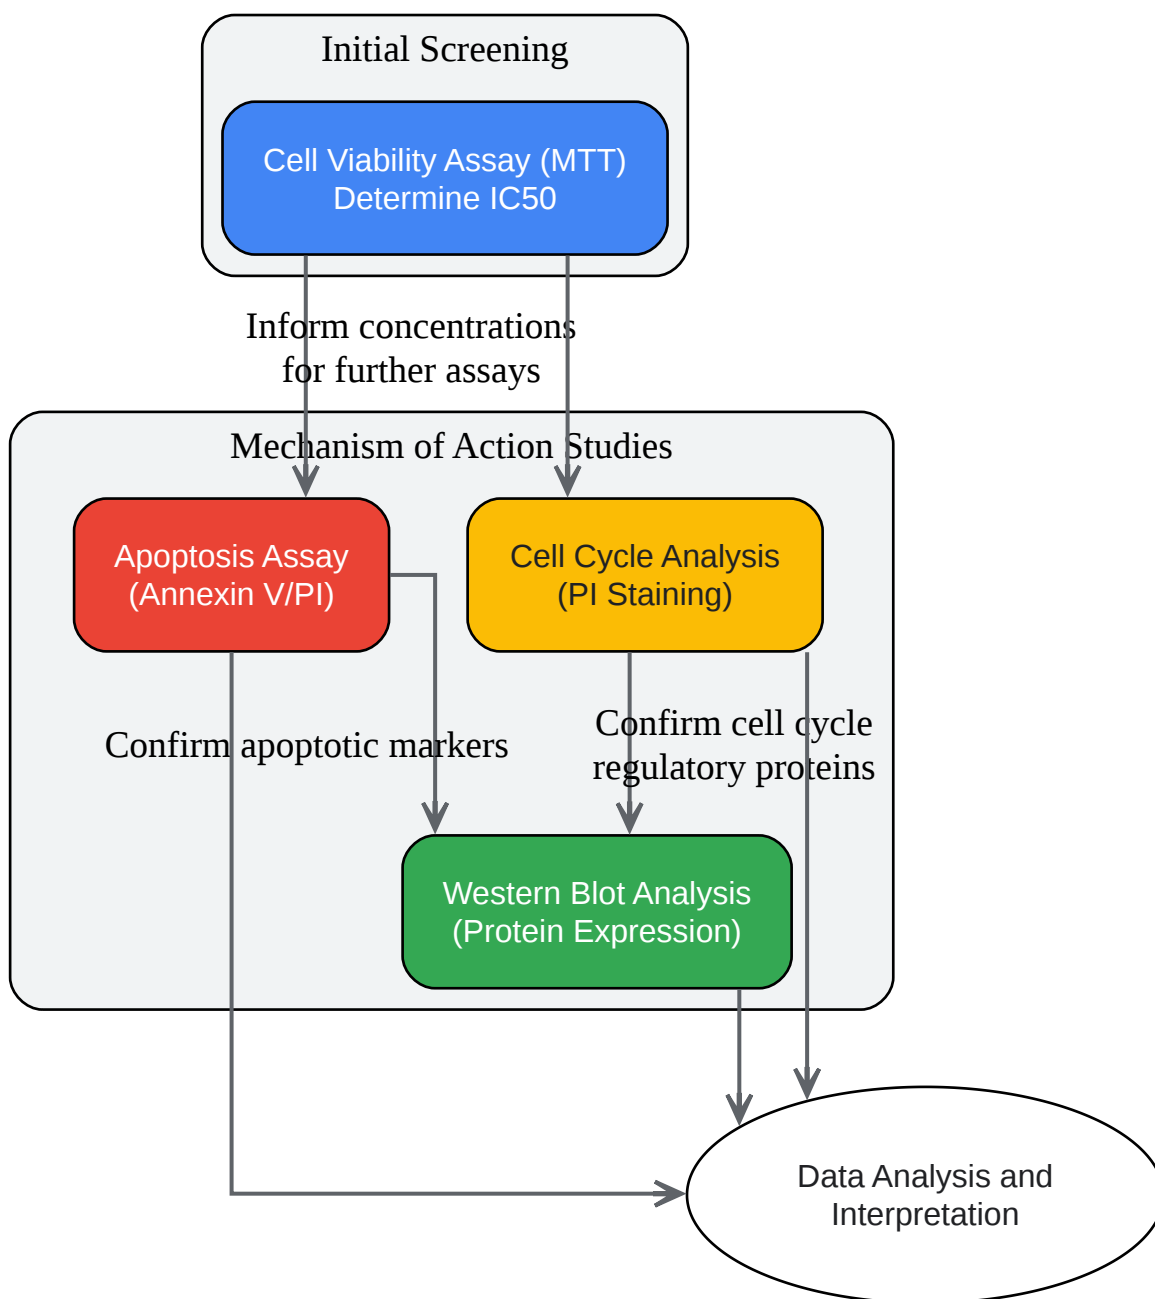 Initial Screening
Cell Viability Assay (MTT)
Determine IC50
Inform concentrations
for further assays
Mechanism of Action Studies
Apoptosis Assay
(Annexin V/PI)
Cell Cycle Analysis
(PI Staining)
Confirm apoptotic markers
Confirm cell cycle
regulatory proteins
Western Blot Analysis
(Protein Expression)
Data Analysis and
Interpretation